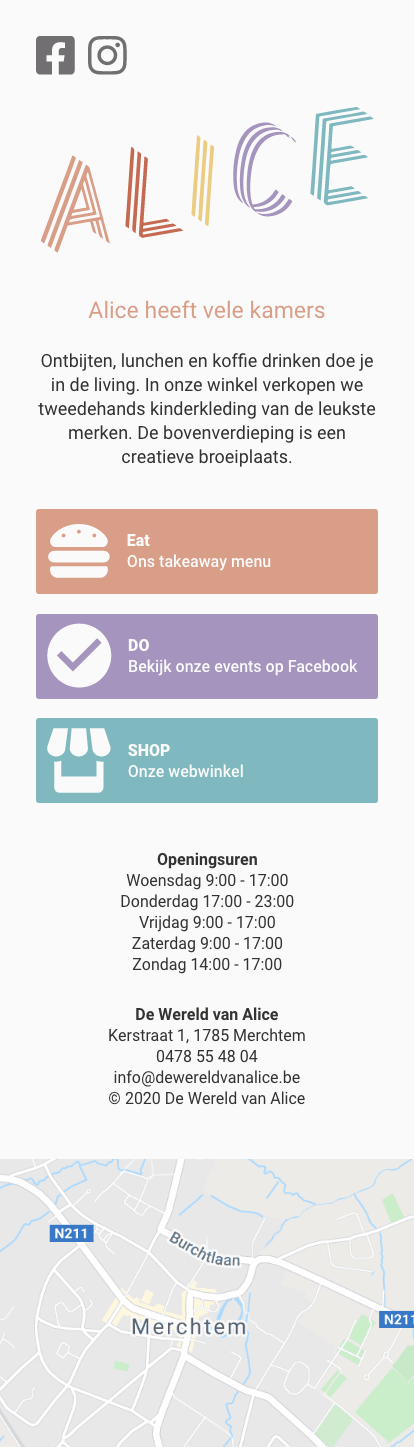 ALICE
Alice heeft vele kamers
Ontbijten, lunchen en koffie drinken doe je
in de living. In onze winkel verkopen we
tweedehands kinderkleding van de leukste
merken. De bovenverdieping is een
creatieve broeiplaats.
Eat
Ons takeaway menu
DO
Bekijk onze events op Facebook
SHOP
Onze webwinkel
Openingsuren
Woensdag 9:00 - 17:00
Donderdag 17:00 - 23:00
Vrijdag 9:00 - 17:00
Zaterdag 9:00 - 17:00
Zondag 14:00 - 17:00
De Wereld van Alice
Kerstraat 1, 1785 Merchtem
0478 55 48 04
info@dewereldvanalice.be
© 2020 De Wereld van Alice
N211
Burchtlaan
N211
Merchtem